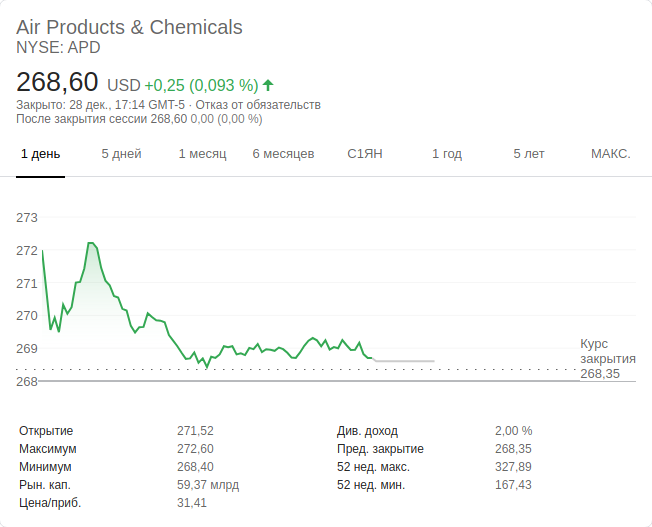 Air Products & Chemicals
NYSE: APD
268,60 USD +0,25 (0,093 %)
Закрыто: 28 дек., 17:14 GMT-5 · Отказ от обязательств
После закрытия сессии 268,60 0,00 (0,00 %)
1 день 5 дней 1 месяц 6 месяцев С1ЯН 1 год 5 лет МАКС.
273
272
271
270
269
268
Курс
закрытия
268,35
Открытие 271,52 Див. доход 2,00 %
Максимум 272,60 Пред. закрытие 268,35
Минимум 268,40 52 нед. макс. 327,89
Рын. кап. 59,37 млрд 52 нед. мин. 167,43
Цена/приб. 31,41